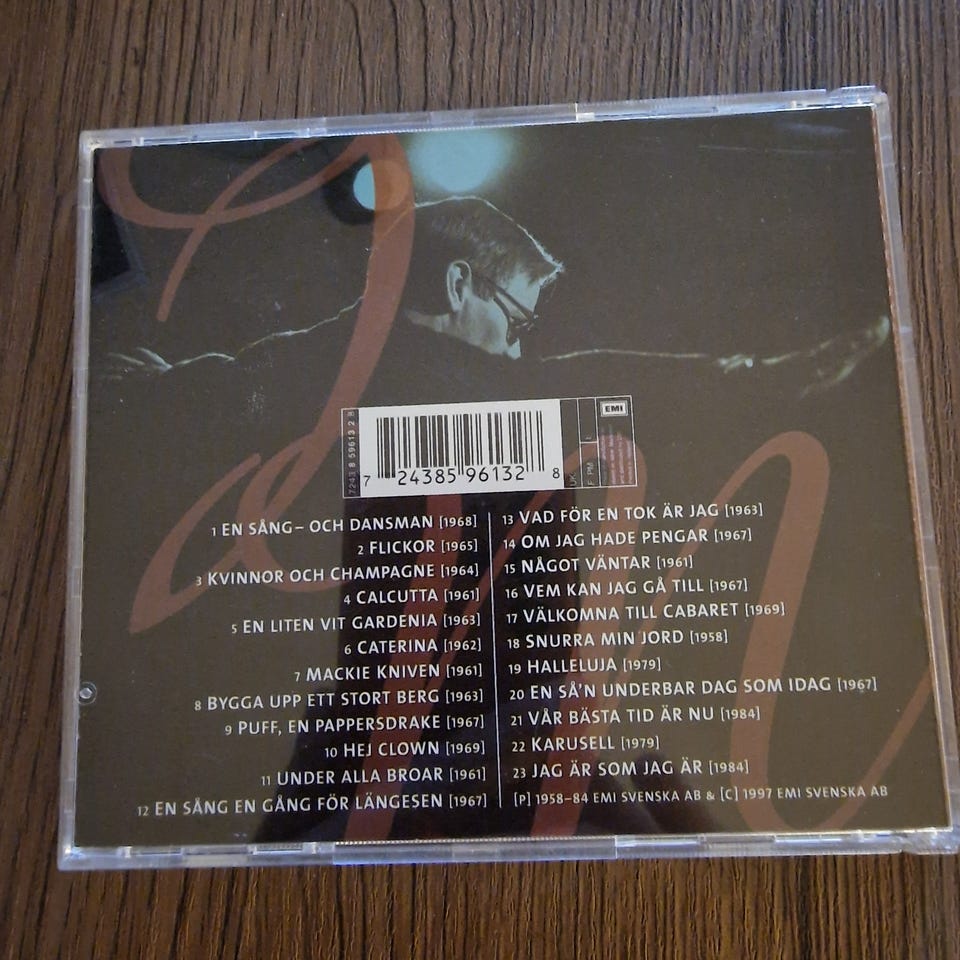 EMI
7243 8 59613 2 8
7 24385 96132 8
UK:
1 EN SÅNG– OCH DANSMAN [1968]
2 FLICKOR [1965]
3 KVINNOR OCH CHAMPAGNE [1964]
4 CALCUTTA [1961]
5 EN LITEN VIT GARDENIA [1963]
6 CATERINA [1962]
7 MACKIE KNIVEN [1961]
8 BYGGA UPP ETT STORT BERG [1963]
9 PUFF, EN PAPPERSDRAKE [1967]
10 HEJ CLOWN [1969]
11 UNDER ALLA BROAR [1961]
12 EN SÅNG EN GÅNG FÖR LÄNGESEN [1967]
13 VAD FÖR EN TOK ÄR JAG [1963]
14 OM JAG HADE PENGAR [1967]
15 NÅGOT VÄNTAR [1961]
16 VEM KAN JAG GÅ TILL [1967]
17 VÄLKOMNA TILL CABARET [1969]
18 SNURRA MIN JORD [1958]
19 HALLELUJA [1979]
20 EN SÅ'N UNDERBAR DAG SOM IDAG [1967]
21 VÅR BÄSTA TID ÄR NU [1984]
22 KARUSELL [1979]
23 JAG ÄR SOM JAG ÄR [1984]
[P] 1958–84 EMI SVENSKA AB & [C] 1997 EMI SVENSKA AB